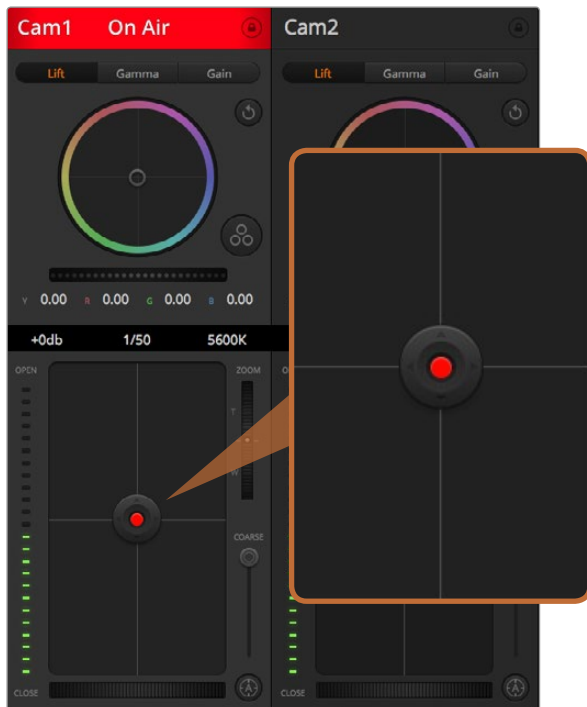 Cam1 On Air
Lift Gamma Gain
Y 0.00 R 0.00 G 0.00 B 0.00
+0db 1/50 5600K
OPEN ZOOM
T
W
COARSE
CLOSE
Cam2
Lift Gamma Gain
CLOSE